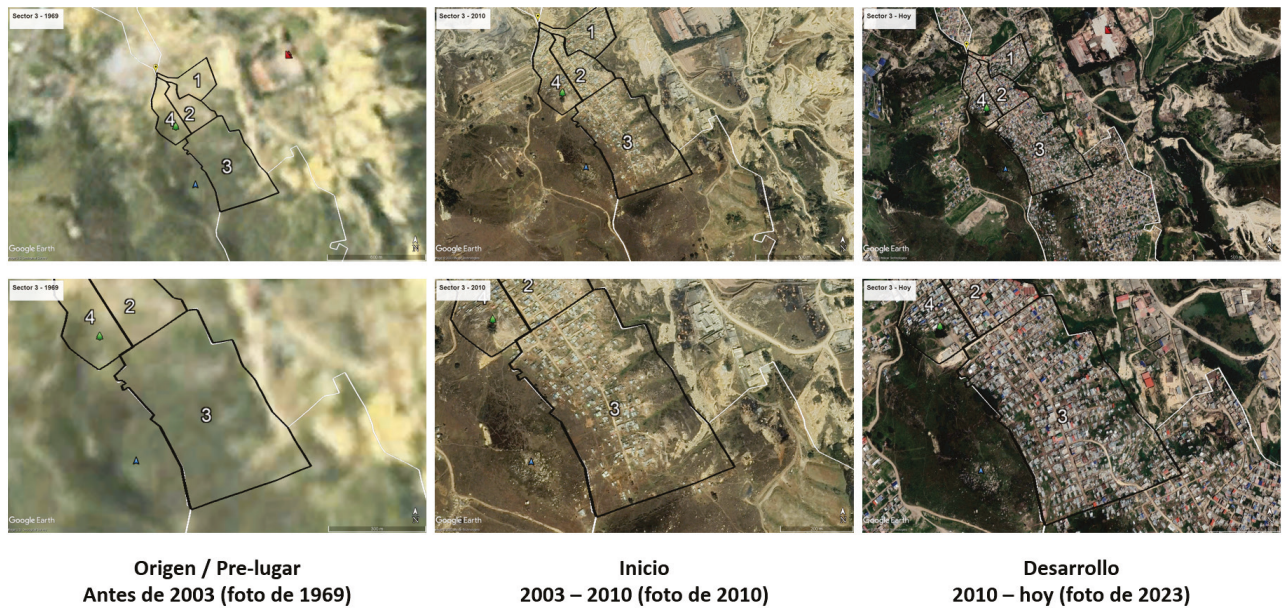 Sector 3 - 1969
1
2
4
3
Google Earth
N
Sector 3 - 2010
1
2
4
3
Google Earth
Sector 3 - Hoy
1
2
4
3
Google Earth
Sector 3 - 1969
2
4
3
Google Earth
Sector 3 - 2010
2
3
Google Earth
Sector 3 - Hoy
2
4
3
Google Earth
Origen / Pre-lugar
Antes de 2003 (foto de 1969)
Inicio
2003 – 2010 (foto de 2010)
Desarrollo
2010 – hoy (foto de 2023)